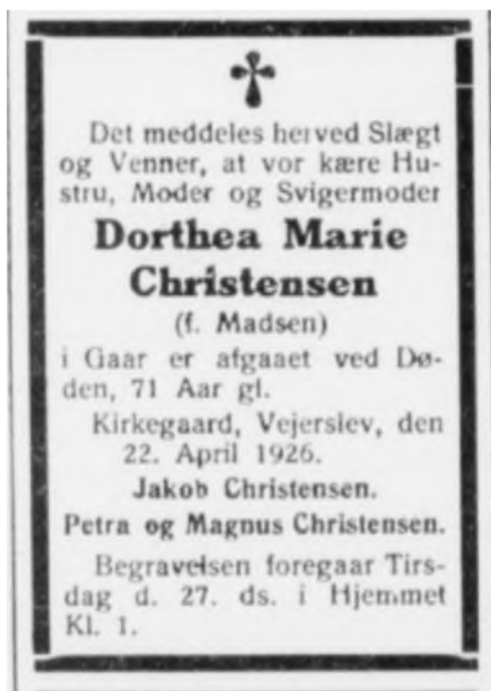 Det meddeles herved Slægt
og Venner, at vor kære Hu-
stru, Moder og Svigermoder
Dorthea Marie
Christensen
(f. Madsen)
i Gaar er afgaaet ved Dø-
den, 71 Aar gl.
Kirkegaard, Vejerslev, den
22. April 1926.
Jakob Christensen.
Petra og Magnus Christensen.
Begravelsen foregaar Tirs-
dag d. 27. ds. i Hjemmet
Kl. 1.